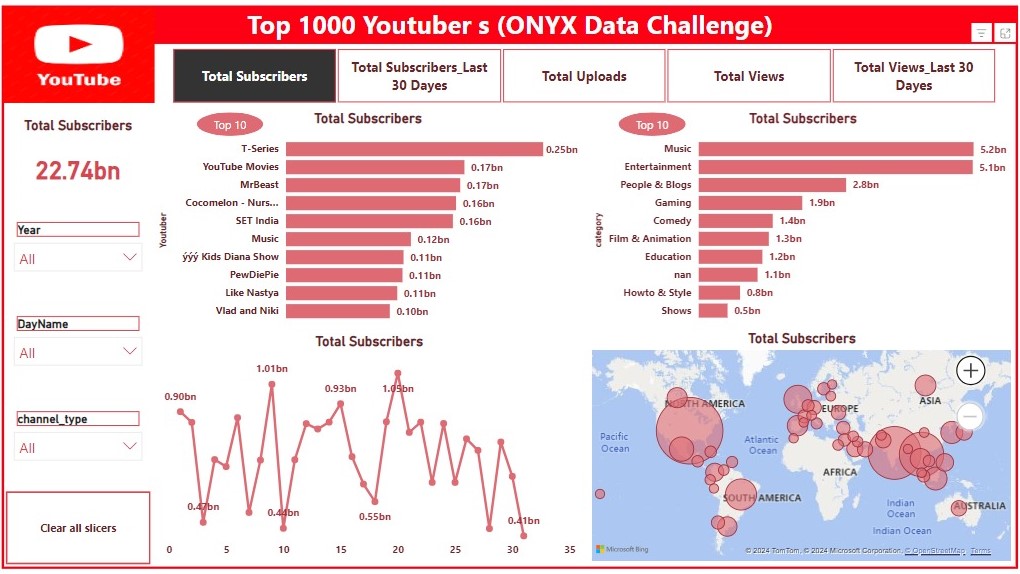 Top 1000 Youtuber s (ONYX Data Challenge)
YouTube
Total Subscribers
Total Subscribers_Last
30 Dayes
Total Uploads
Total Views
Total Views_Last 30
Dayes
Total Subscribers
22.74bn
Year
All
DayName
All
channel_type
All
Clear all slicers
Top 10
Total Subscribers
Youtuber
T-Series 0.25bn
YouTube Movies 0.17bn
MrBeast 0.17bn
Cocomelon - Nurs... 0.16bn
SET India 0.16bn
Music 0.12bn
ýýý Kids Diana Show 0.11bn
PewDiePie 0.11bn
Like Nastya 0.11bn
Vlad and Niki 0.10bn
Top 10
Total Subscribers
category
Music 5.2bn
Entertainment 5.1bn
People & Blogs 2.8bn
Gaming 1.9bn
Comedy 1.4bn
Film & Animation 1.3bn
Education 1.2bn
nan 1.1bn
Howto & Style 0.8bn
Shows 0.5bn
Total Subscribers
0.90bn
0.47bn
1.01bn
0.44bn
0.93bn
0.55bn
1.05bn
0.41bn
0 5 10 15 20 25 30 35
Total Subscribers
NORTH AMERICA
EUROPE
ASIA
Pacific
Ocean
Atlantic
Ocean
AFRICA
SOUTH AMERICA
Indian
Ocean
AUSTRALIA
Indian Ocean
Microsoft Bing
© 2024 TomTom, © 2024 Microsoft Corporation, © OpenStreetMap Terms